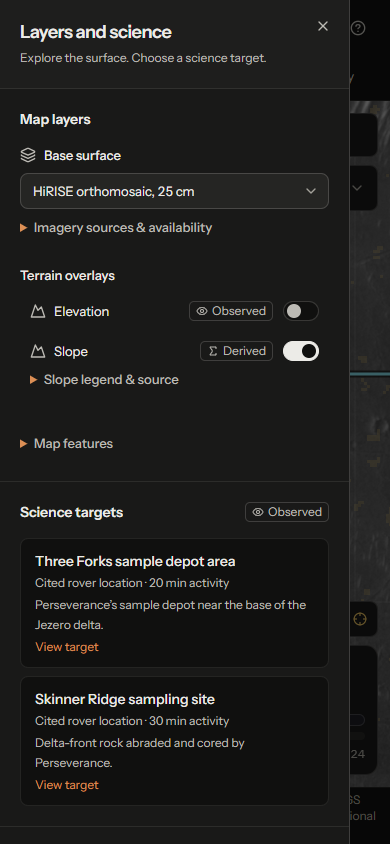 Layers and science
Explore the surface. Choose a science target.
Map layers
Base surface
HiRISE orthomosaic, 25 cm
Imagery sources & availability
Terrain overlays
Elevation
Observed
Slope
Derived
Slope legend & source
Map features
Science targets
Observed
Three Forks sample depot area
Cited rover location · 20 min activity
Perseverance's sample depot near the base of the
Jezero delta.
View target
Skinner Ridge sampling site
Cited rover location · 30 min activity
Delta-front rock abraded and cored by
Perseverance.
View target
24